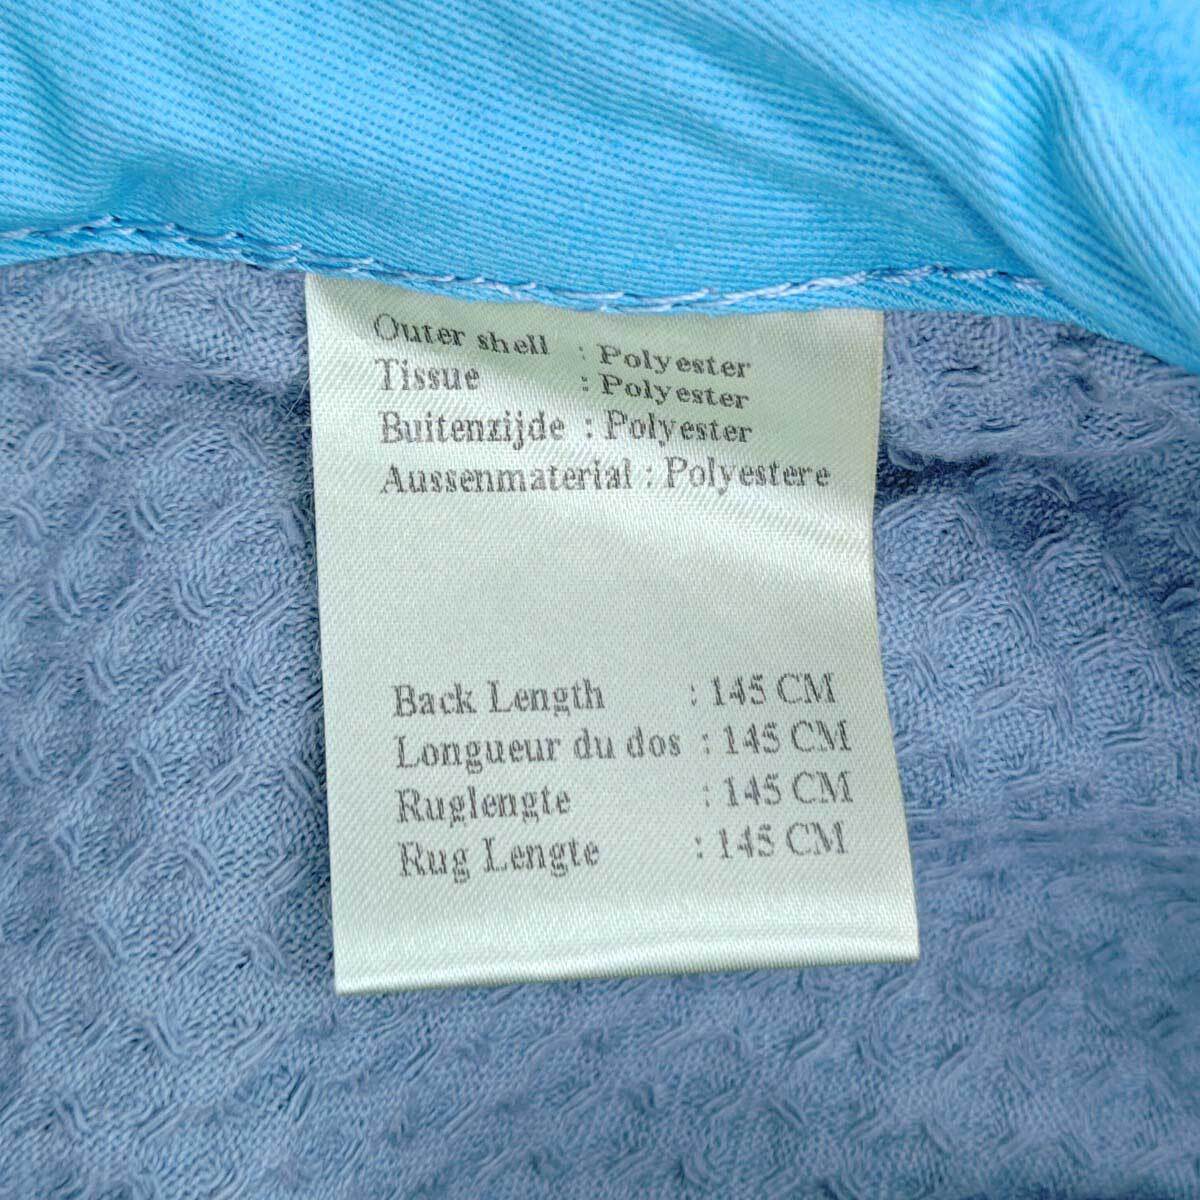 Outer shell : Polyester
Tissue : Polyester
Buitenzijde : Polyester
Aussenmaterial : Polyestere
Back Length : 145 CM
Longueur du dos : 145 CM
Ruglengte : 145 CM
Rug Lengte : 145 CM